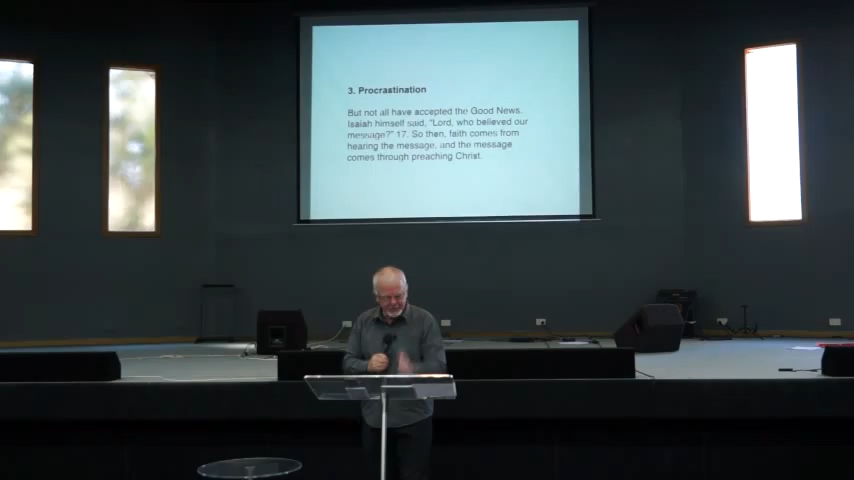 3. Procrastination
But not all have accepted the Good News.
Isaiah himself said, "Lord, who believed our
message?" 17. So then, faith comes from
hearing the message, and the message
comes through preaching Christ.